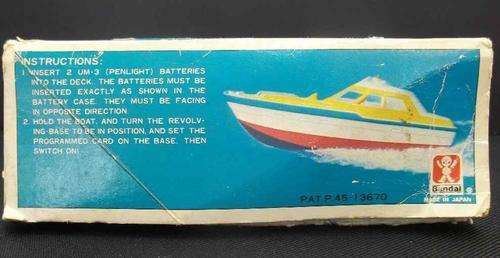 INSTRUCTIONS:
1. INSERT 2 UM-3 (PENLIGHT) BATTERIES
INTO THE DECK. THE BATTERIES MUST BE
INSERTED EXACTLY AS SHOWN IN THE
BATTERY CASE. THEY MUST BE FACING
IN OPPOSITE DIRECTION.
2. HOLD THE BOAT, AND TURN THE REVOLV-
ING BASE TO BE IN POSITION, AND SET THE
PROGRAMMED CARD ON THE BASE. THEN
SWITCH ON!
PAT P. 45-13670
Bandai
MADE IN JAPAN